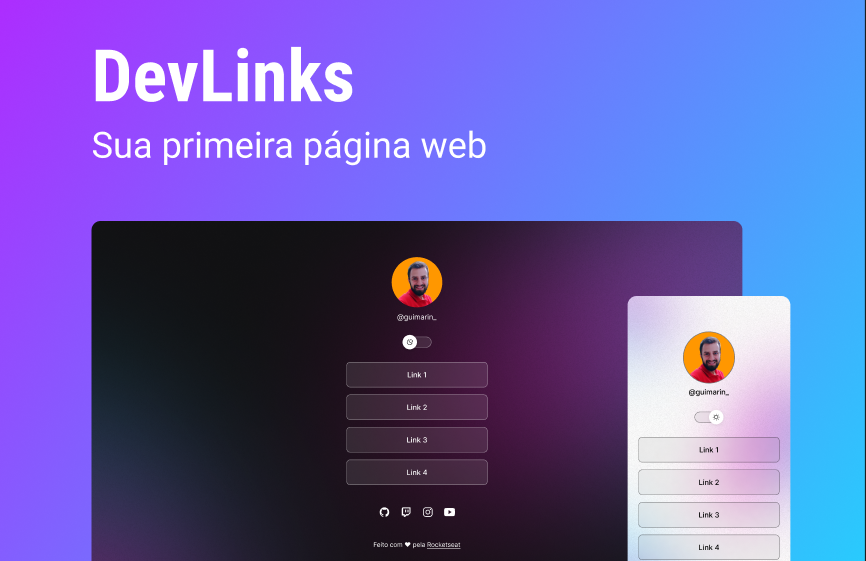 DevLinks
Sua primeira página web
@guimarin_
Link 1
Link 2
Link 3
Link 4
Feito com ♥ pela Rocketseat
@guimarin_
Link 1
Link 2
Link 3
Link 4